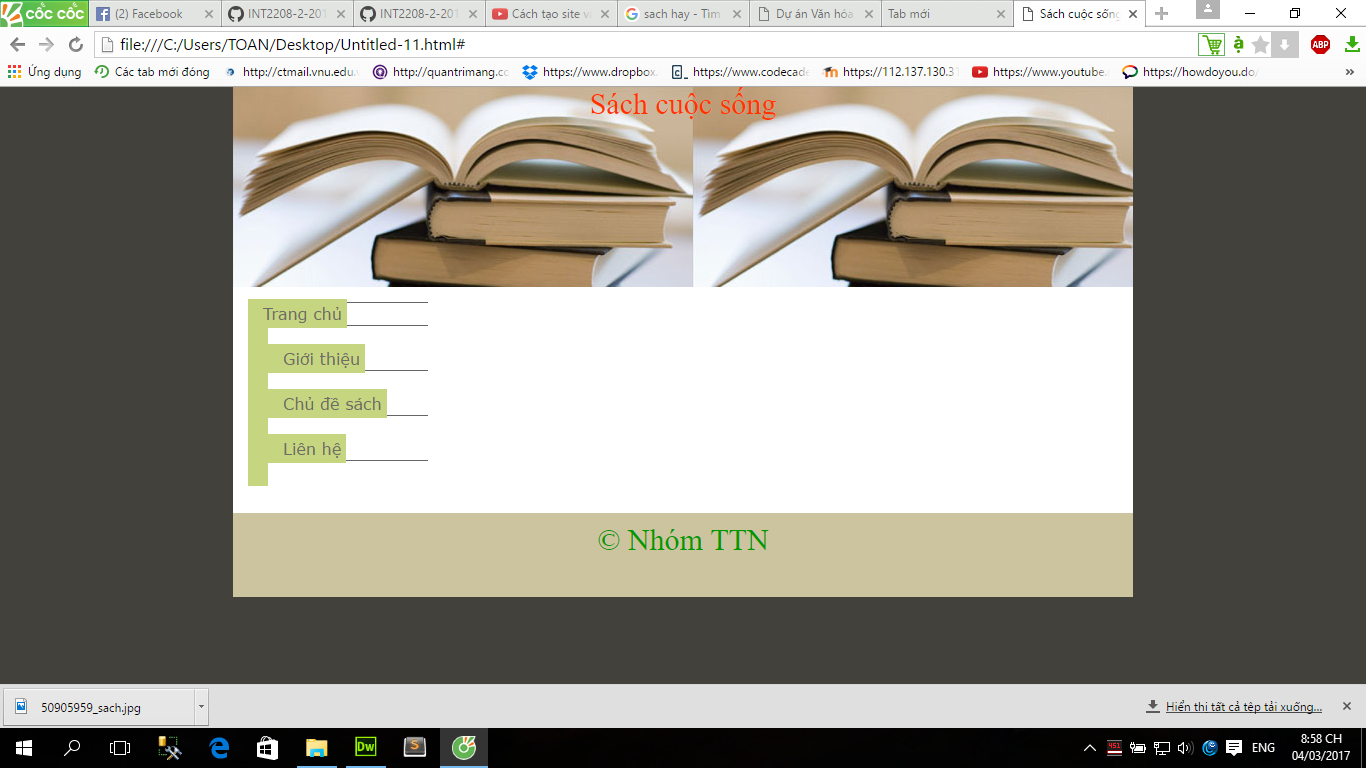 cốc cốc
(2) Facebook
INT2208-2-201
INT2208-2-201
Cách tạo site v
sach hay - Tìm
Dự án Văn hóa
Tab mới
Sách cuộc sống
file:///C:/Users/TOAN/Desktop/Untitled-11.html#
à
ABP
Ứng dụng
Các tab mới đóng
http://ctmail.vnu.edu.
http://quantrimang.co
https://www.dropbox.
https://www.codecade
https://112.137.130.3
https://www.youtube.
https://howdoyou.do/
»
Sách cuộc sống
Trang chủ
Giới thiệu
Chủ đề sách
Liên hệ
© Nhóm TTN
50905959_sach.jpg
Hiển thị tất cả tệp tải xuống...
Dw
S
ENG
8:58 CH
04/03/2017